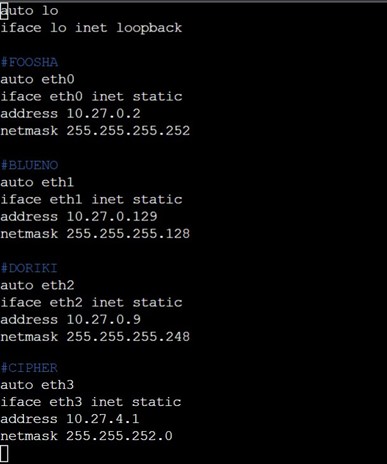 auto lo
iface lo inet loopback
#FOOSHA
auto eth0
iface eth0 inet static
address 10.27.0.2
netmask 255.255.255.252
#BLUENO
auto eth1
iface eth1 inet static
address 10.27.0.129
netmask 255.255.255.128
#DORIKI
auto eth2
iface eth2 inet static
address 10.27.0.9
netmask 255.255.255.248
#CIPHER
auto eth3
iface eth3 inet static
address 10.27.4.1
netmask 255.255.252.0